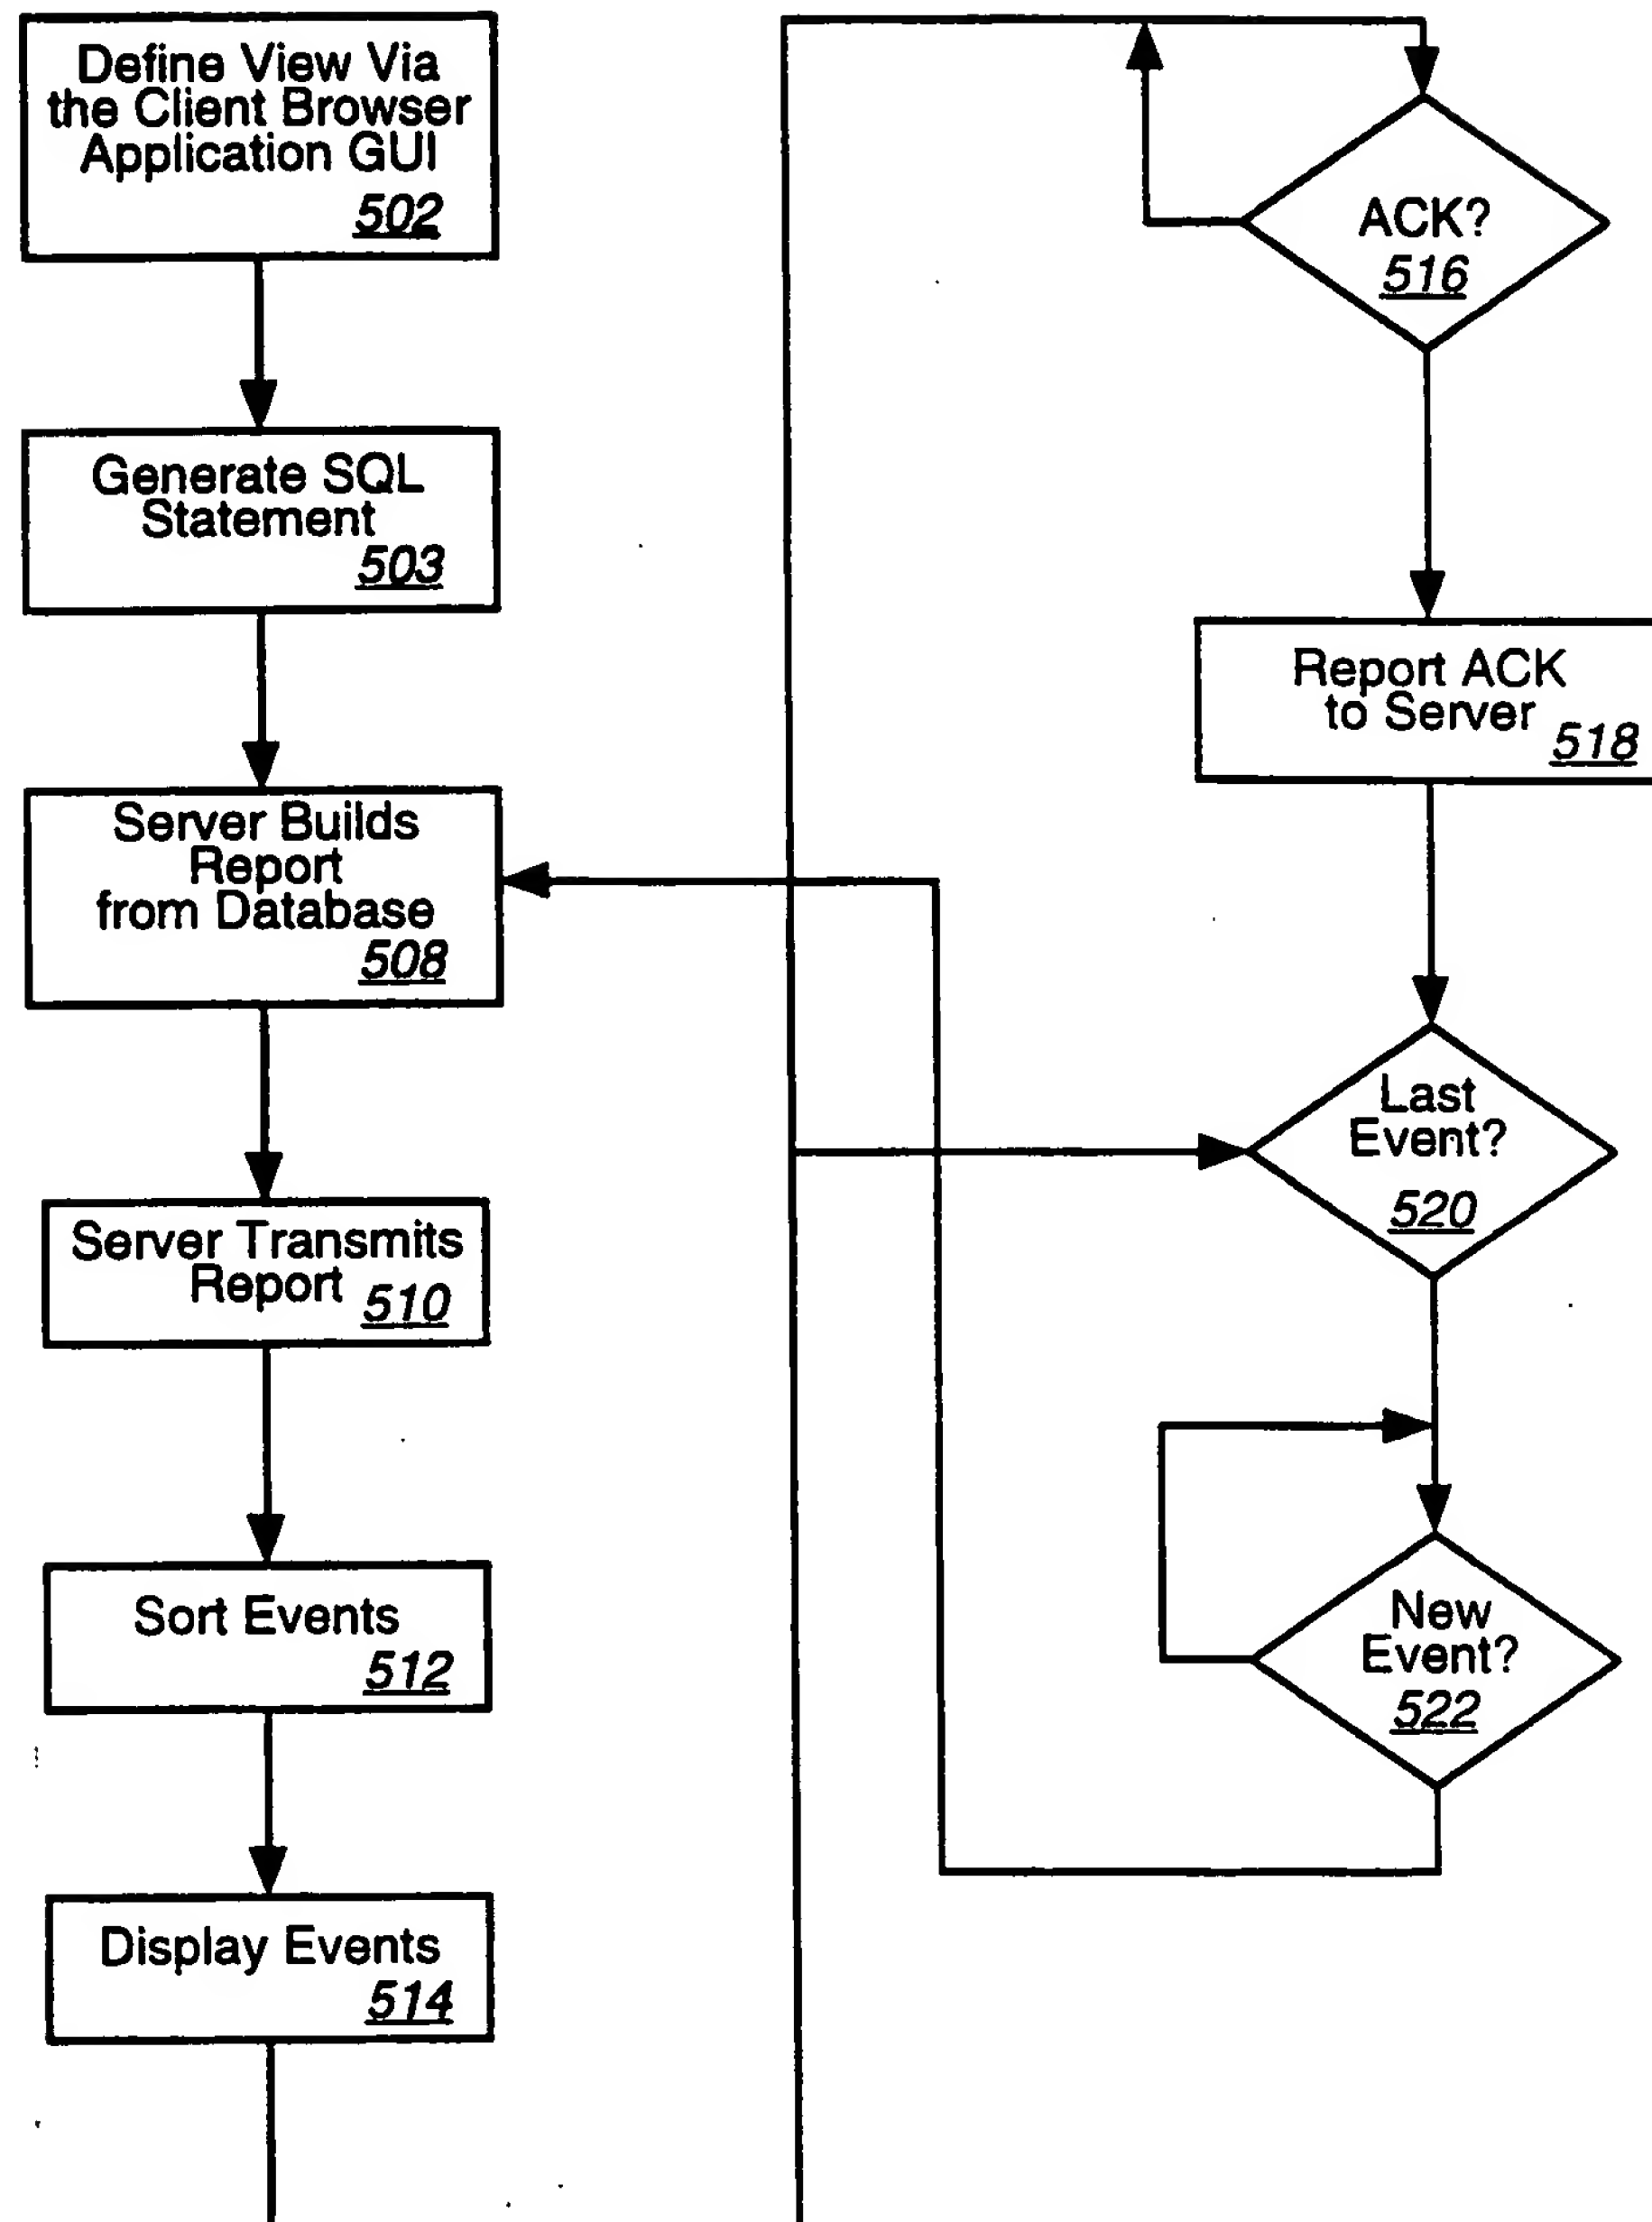 Define View Via
the Client Browser
Application GUI
502
Generate SQL
Statement
503
Server Builds
Report
from Database
508
Server Transmits
Report 510
Sort Events
512
Display Events
514
ACK?
516
Report ACK
to Server
518
Last
Event?
520
New
Event?
522